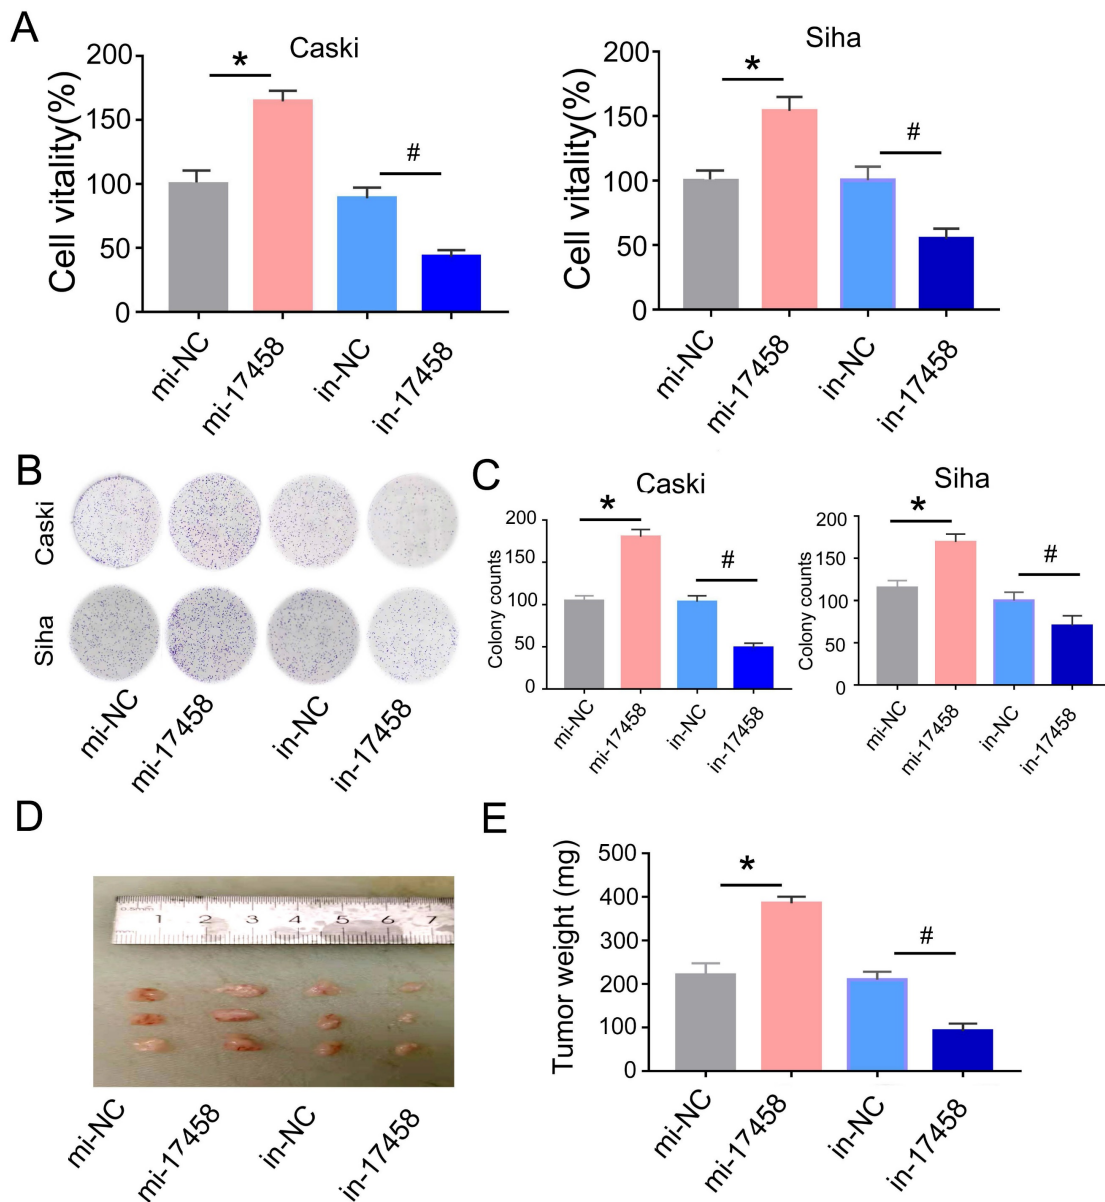 A
Caski
Cell vitality(%)
200
150
100
50
0
*
#
mi-NC
mi-17458
in-NC
in-17458
Siha
Cell vitality(%)
200
150
100
50
0
*
#
mi-NC
mi-17458
in-NC
in-17458
B
Caski
Siha
mi-NC
mi-17458
in-NC
in-17458
C
Caski
Colony counts
200
150
100
50
0
*
#
mi-NC
mi-17458
in-NC
in-17458
Siha
Colony counts
200
150
100
50
0
*
#
mi-NC
mi-17458
in-NC
in-17458
D
0.5mm
1 2 3 4 5 6 7
mi-NC
mi-17458
in-NC
in-17458
E
Tumor weight (mg)
500
400
300
200
100
0
*
#
mi-NC
mi-17458
in-NC
in-17458